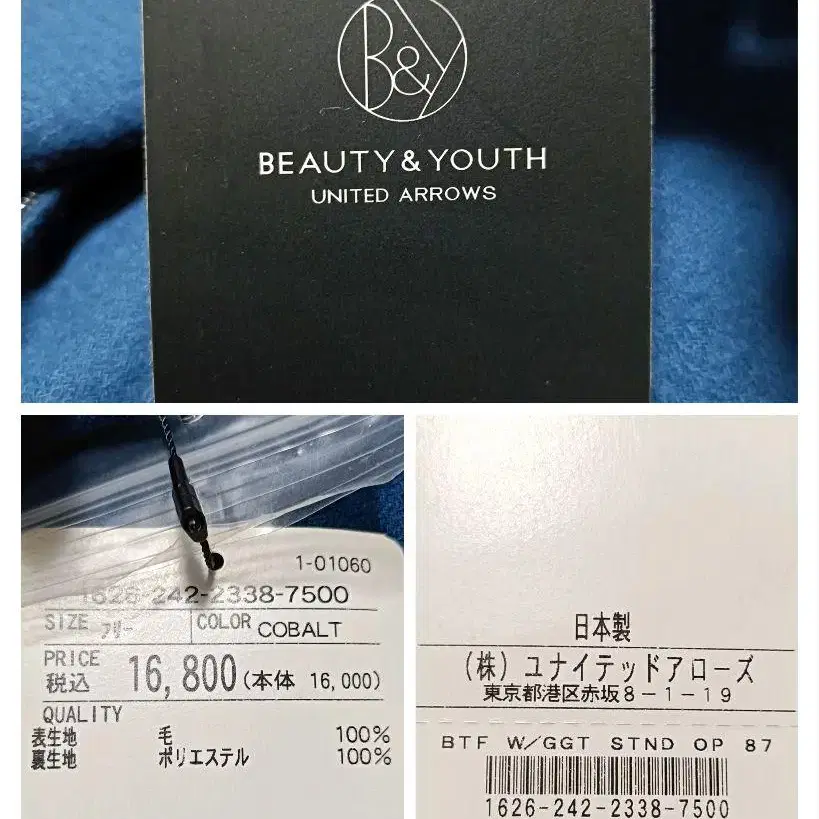 B&Y
BEAUTY & YOUTH
UNITED ARROWS
1-01060
1626-242-2338-7500
SIZE フリー COLOR COBALT
PRICE
税込 16,800 (本体 16,000)
QUALITY
表生地 毛 100%
裏生地 ポリエステル 100%
日本製
(株) ユナイテッドアローズ
東京都港区赤坂8-1-19
BTF W/GGT STND OP 87
1626-242-2338-7500